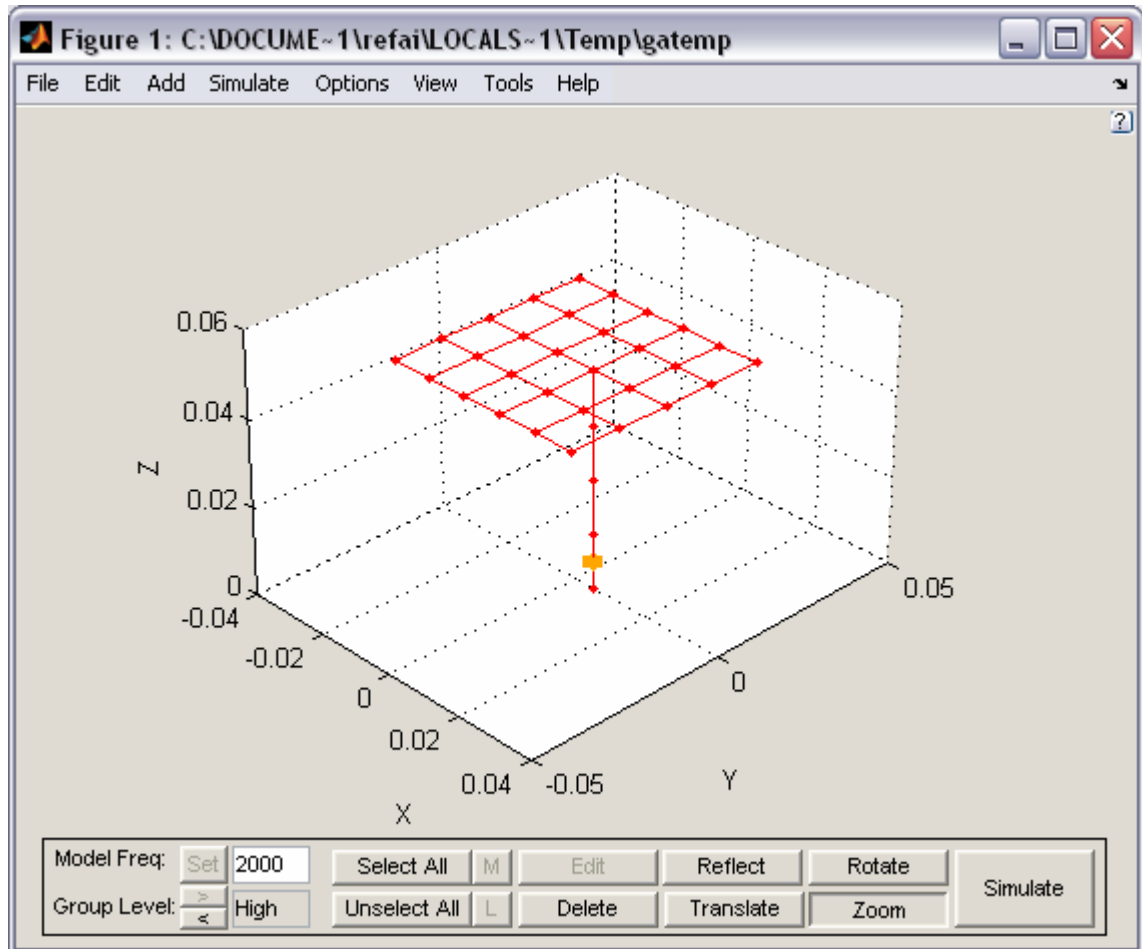 Figure 1: C:\DOCUME~1\refai\LOCALS~1\Temp\gatemp
File Edit Add Simulate Options View Tools Help
?
0.06
0.04
0.02
0
Z
-0.04
-0.02
0
0.02
0.04
X
-0.05
0
0.05
Y
Model Freq: Set 2000 Select All M Edit Reflect Rotate Simulate
Group Level: > < High Unselect All L Delete Translate Zoom